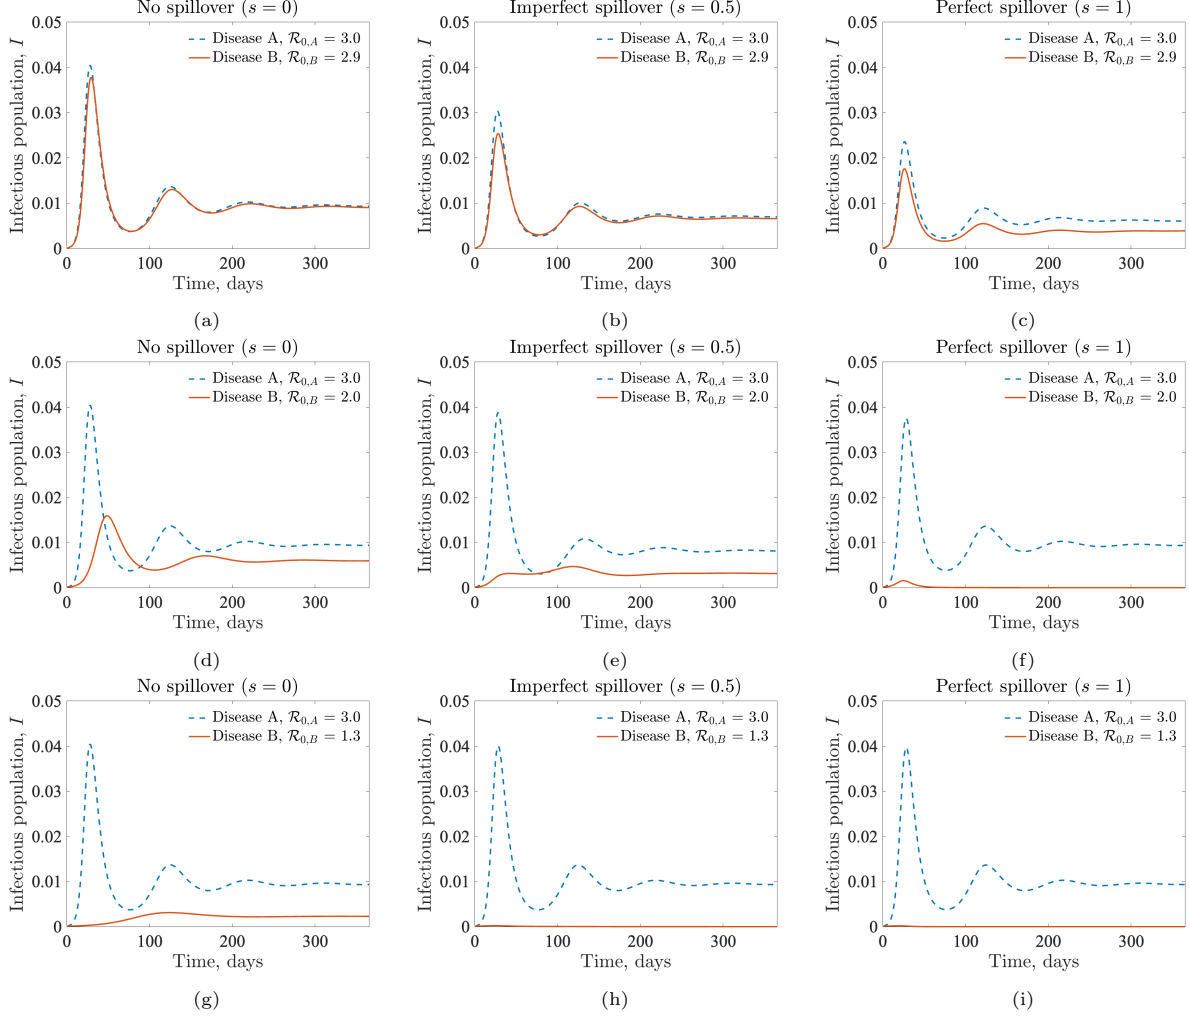 No spillover (s = 0)
Disease A, R₀,A = 3.0
Disease B, R₀,B = 2.9
Infectious population, I
0.05
0.04
0.03
0.02
0.01
0
0 100 200 300
Time, days
(a)
Imperfect spillover (s = 0.5)
Disease A, R₀,A = 3.0
Disease B, R₀,B = 2.9
Infectious population, I
0.05
0.04
0.03
0.02
0.01
0
0 100 200 300
Time, days
(b)
Perfect spillover (s = 1)
Disease A, R₀,A = 3.0
Disease B, R₀,B = 2.9
Infectious population, I
0.05
0.04
0.03
0.02
0.01
0
0 100 200 300
Time, days
(c)
No spillover (s = 0)
Disease A, R₀,A = 3.0
Disease B, R₀,B = 2.0
Infectious population, I
0.05
0.04
0.03
0.02
0.01
0
0 100 200 300
Time, days
(d)
Imperfect spillover (s = 0.5)
Disease A, R₀,A = 3.0
Disease B, R₀,B = 2.0
Infectious population, I
0.05
0.04
0.03
0.02
0.01
0
0 100 200 300
Time, days
(e)
Perfect spillover (s = 1)
Disease A, R₀,A = 3.0
Disease B, R₀,B = 2.0
Infectious population, I
0.05
0.04
0.03
0.02
0.01
0
0 100 200 300
Time, days
(f)
No spillover (s = 0)
Disease A, R₀,A = 3.0
Disease B, R₀,B = 1.3
Infectious population, I
0.05
0.04
0.03
0.02
0.01
0
0 100 200 300
Time, days
(g)
Imperfect spillover (s = 0.5)
Disease A, R₀,A = 3.0
Disease B, R₀,B = 1.3
Infectious population, I
0.05
0.04
0.03
0.02
0.01
0
0 100 200 300
Time, days
(h)
Perfect spillover (s = 1)
Disease A, R₀,A = 3.0
Disease B, R₀,B = 1.3
Infectious population, I
0.05
0.04
0.03
0.02
0.01
0
0 100 200 300
Time, days
(i)